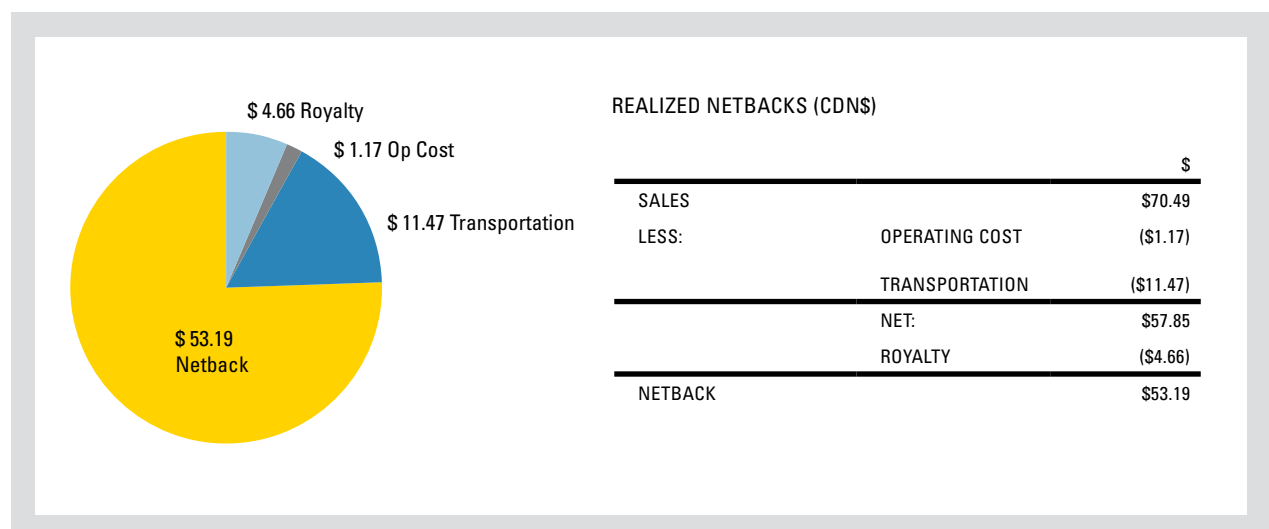 $ 4.66 Royalty
$ 1.17 Op Cost
$ 11.47 Transportation
$ 53.19
Netback
REALIZED NETBACKS (CDN$)
$
SALES $70.49
LESS: OPERATING COST ($1.17)
TRANSPORTATION ($11.47)
NET: $57.85
ROYALTY ($4.66)
NETBACK $53.19